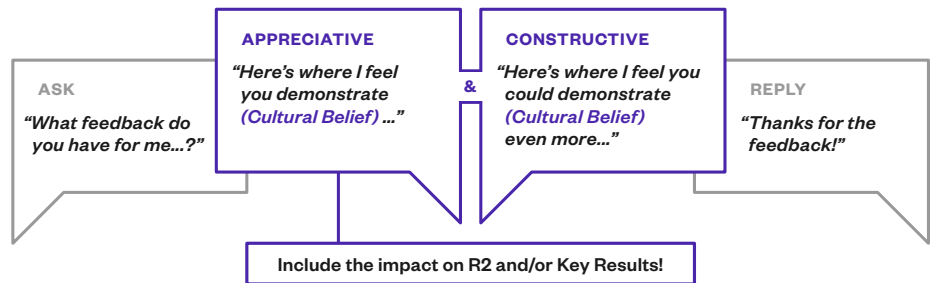 ASK
“What feedback do
you have for me...?”
APPRECIATIVE
“Here’s where I feel
you demonstrate
(Cultural Belief) ...”
&
CONSTRUCTIVE
“Here’s where I feel you
could demonstrate
(Cultural Belief)
even more...”
REPLY
“Thanks for the
feedback!”
Include the impact on R2 and/or Key Results!